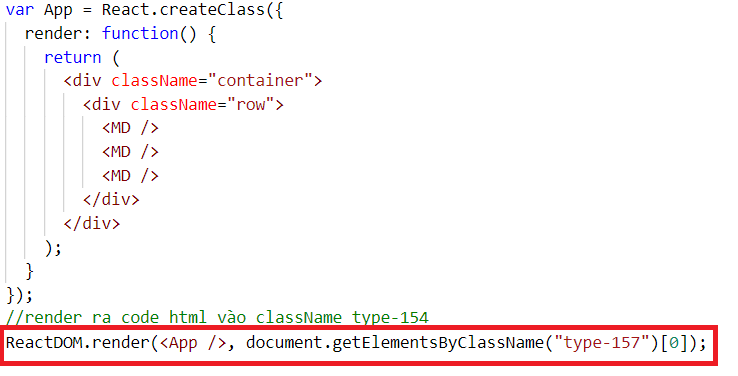 var App = React.createClass({
  render: function() {
    return (
      <div className="container">
        <div className="row">
          <MD />
          <MD />
          <MD />
        </div>
      </div>
    );
  }
});
//render ra code html vào className type-154
ReactDOM.render(<App />, document.getElementsByClassName("type-157")[0]);